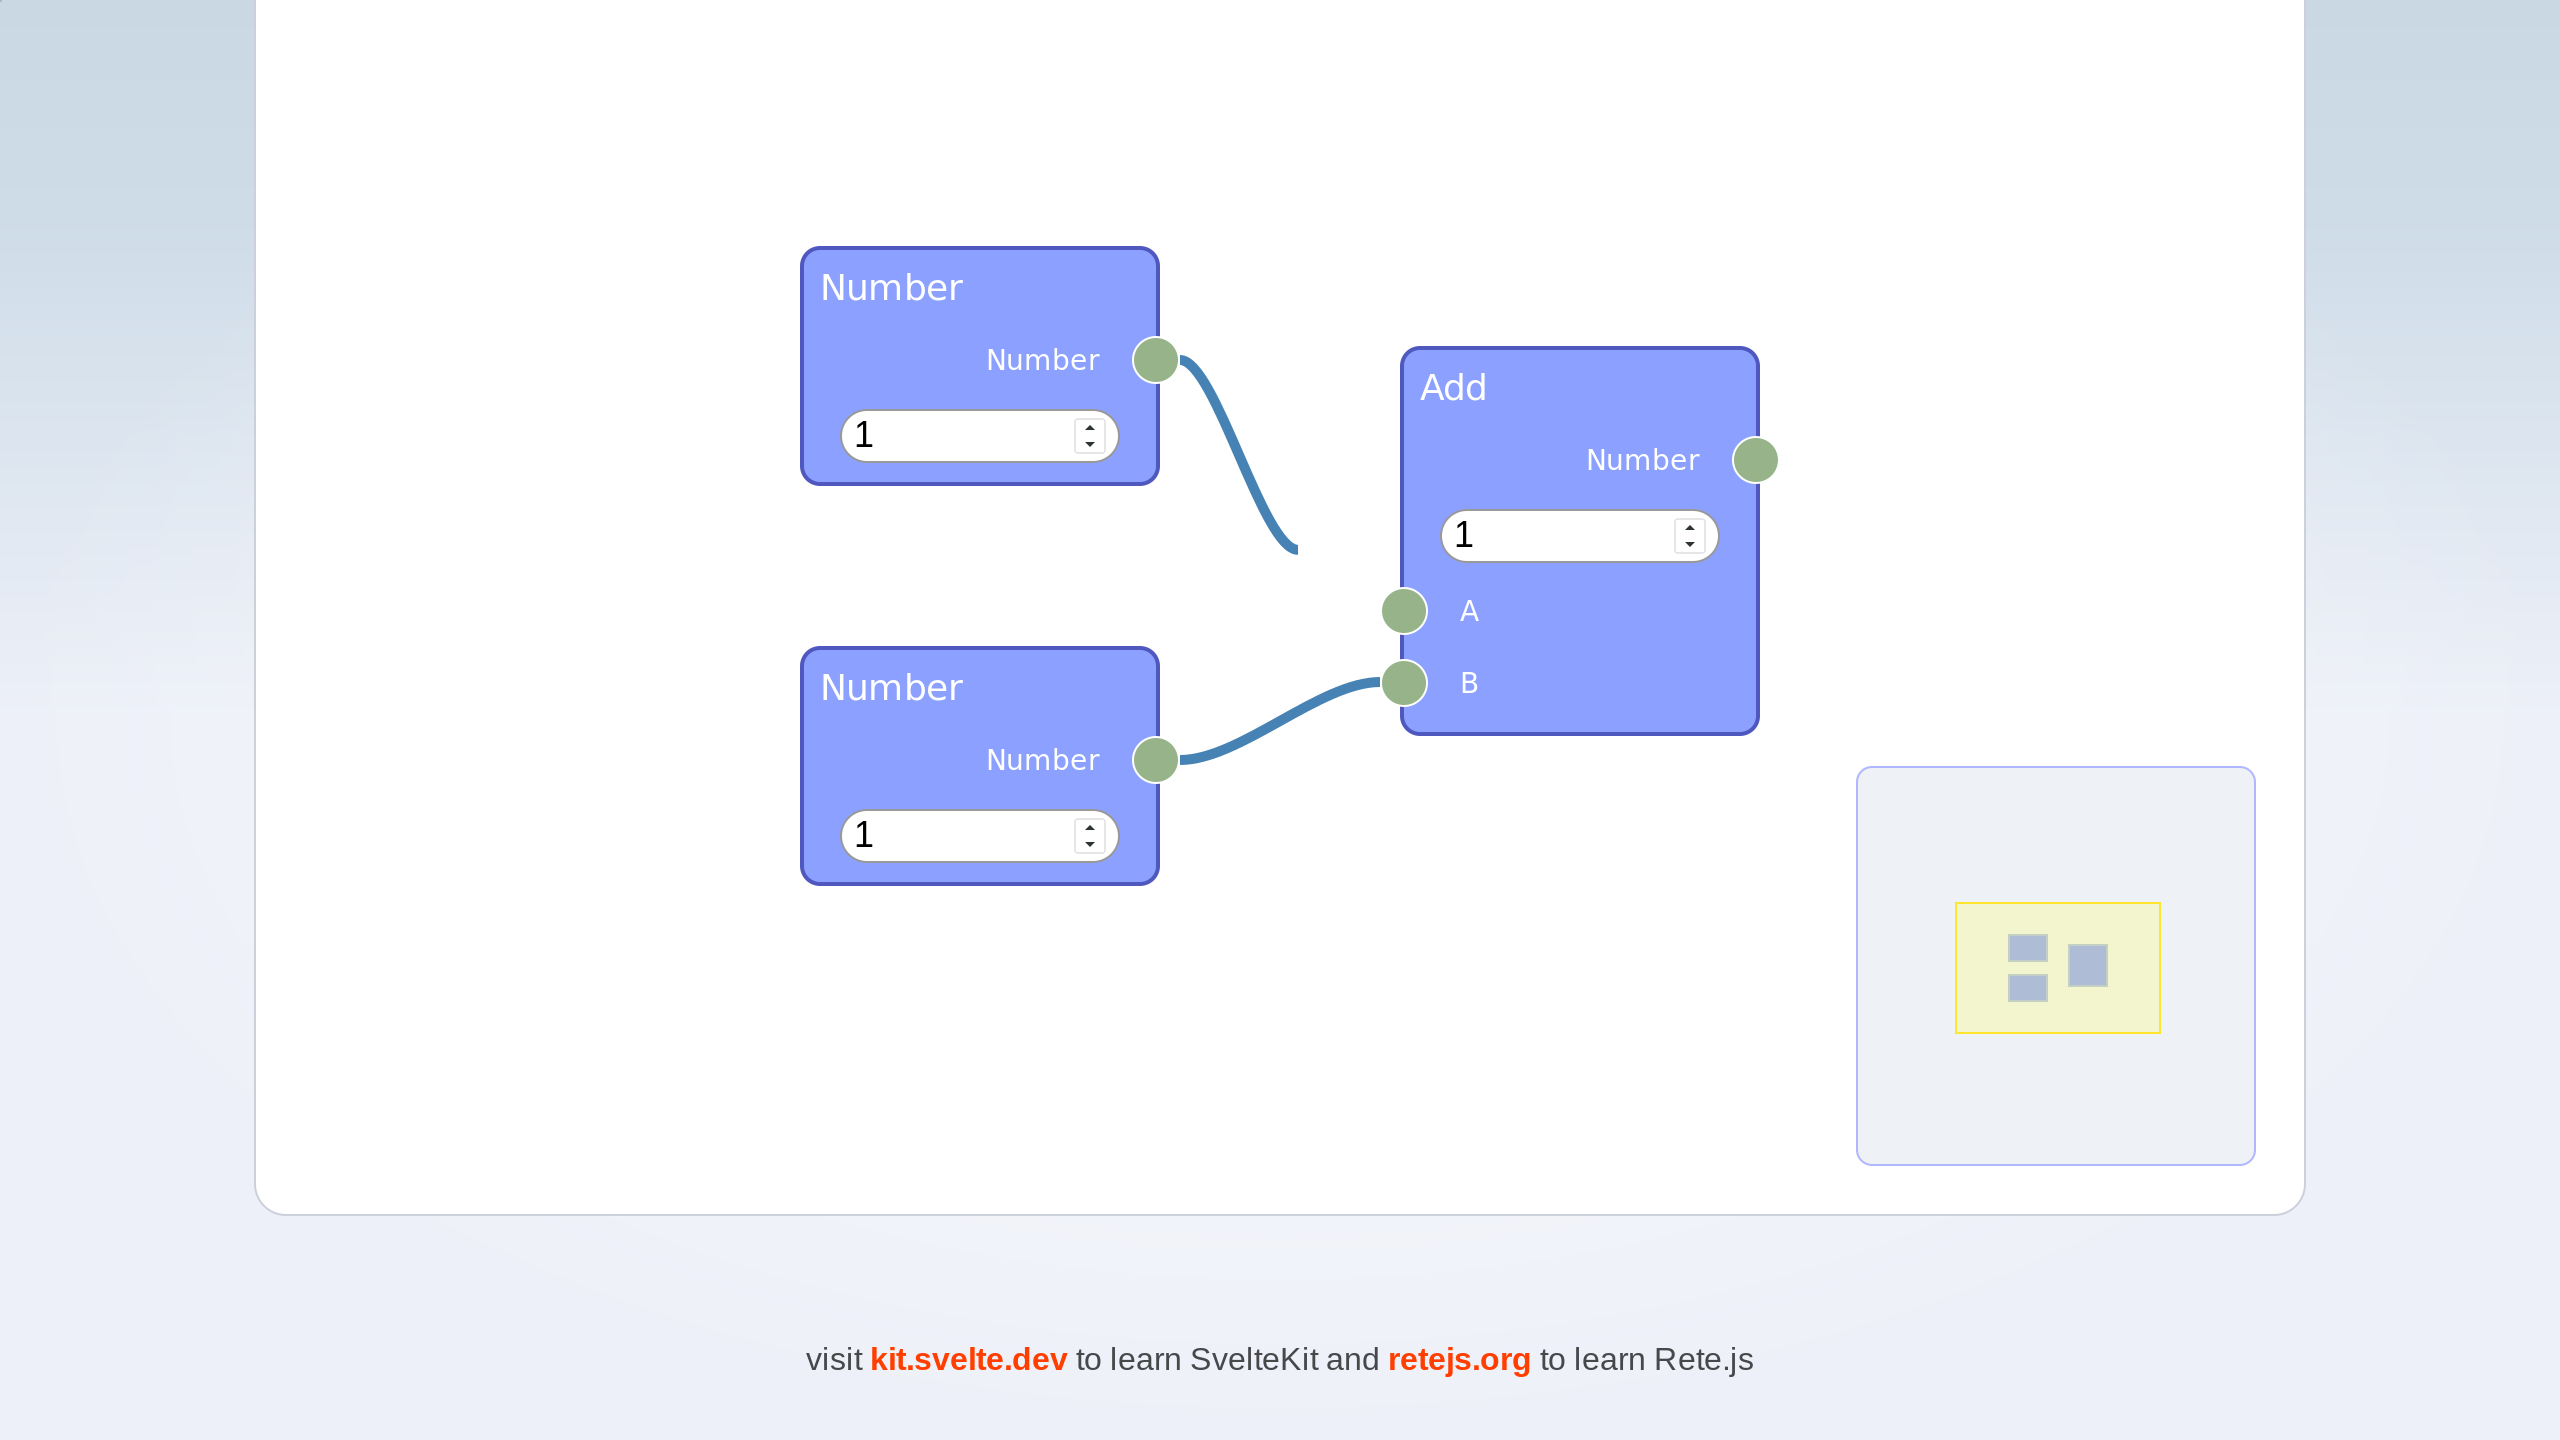 Number
Number
1
Add
Number
1
A
B
Number
Number
1
visit kit.svelte.dev to learn SvelteKit and retejs.org to learn Rete.js